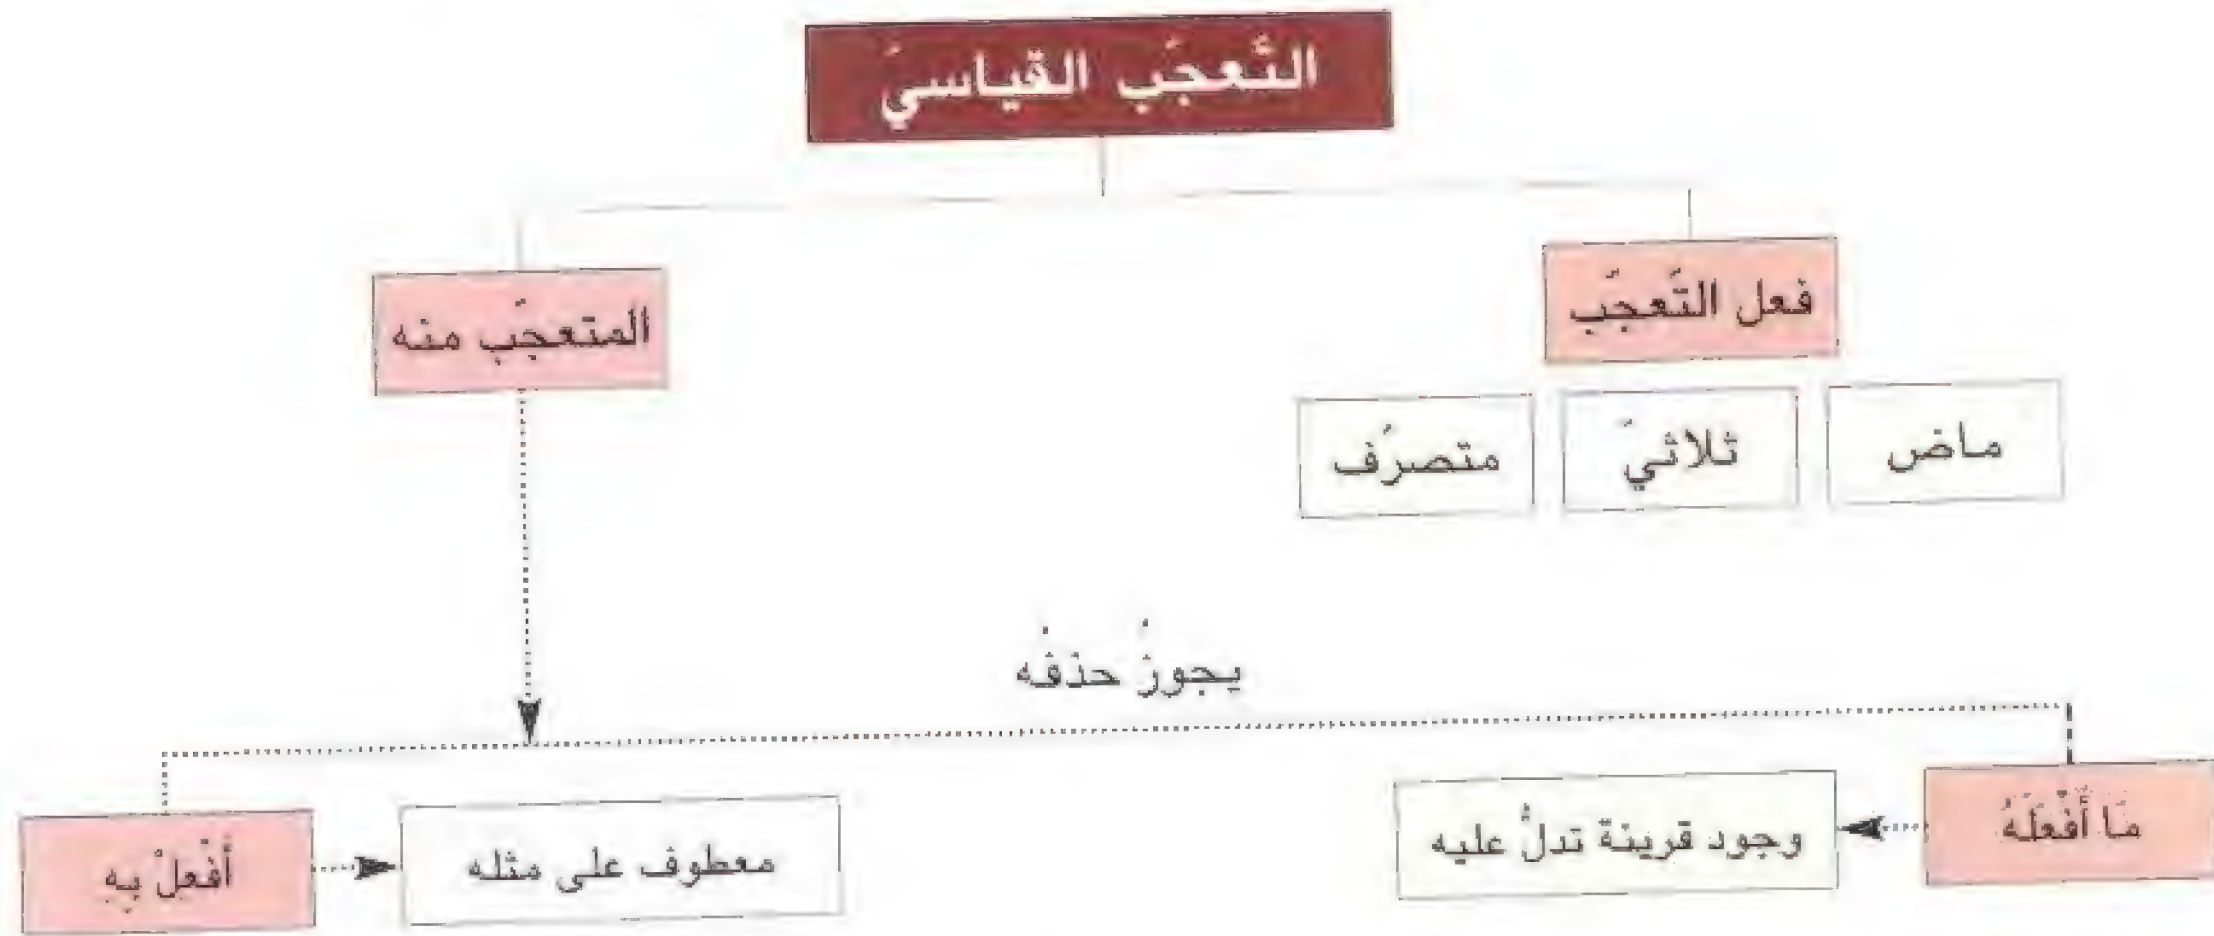 التّعجّب القياسيّ
فعل التّعجّب
المتعجّب منه
ماض
ثلاثيّ
متصرّف
يجوزُ حذفُه
مَا أَفْعَلَهُ
وجود قرينة تدلُّ عليه
معطوف على مثله
أَفْعِلْ بِهِ